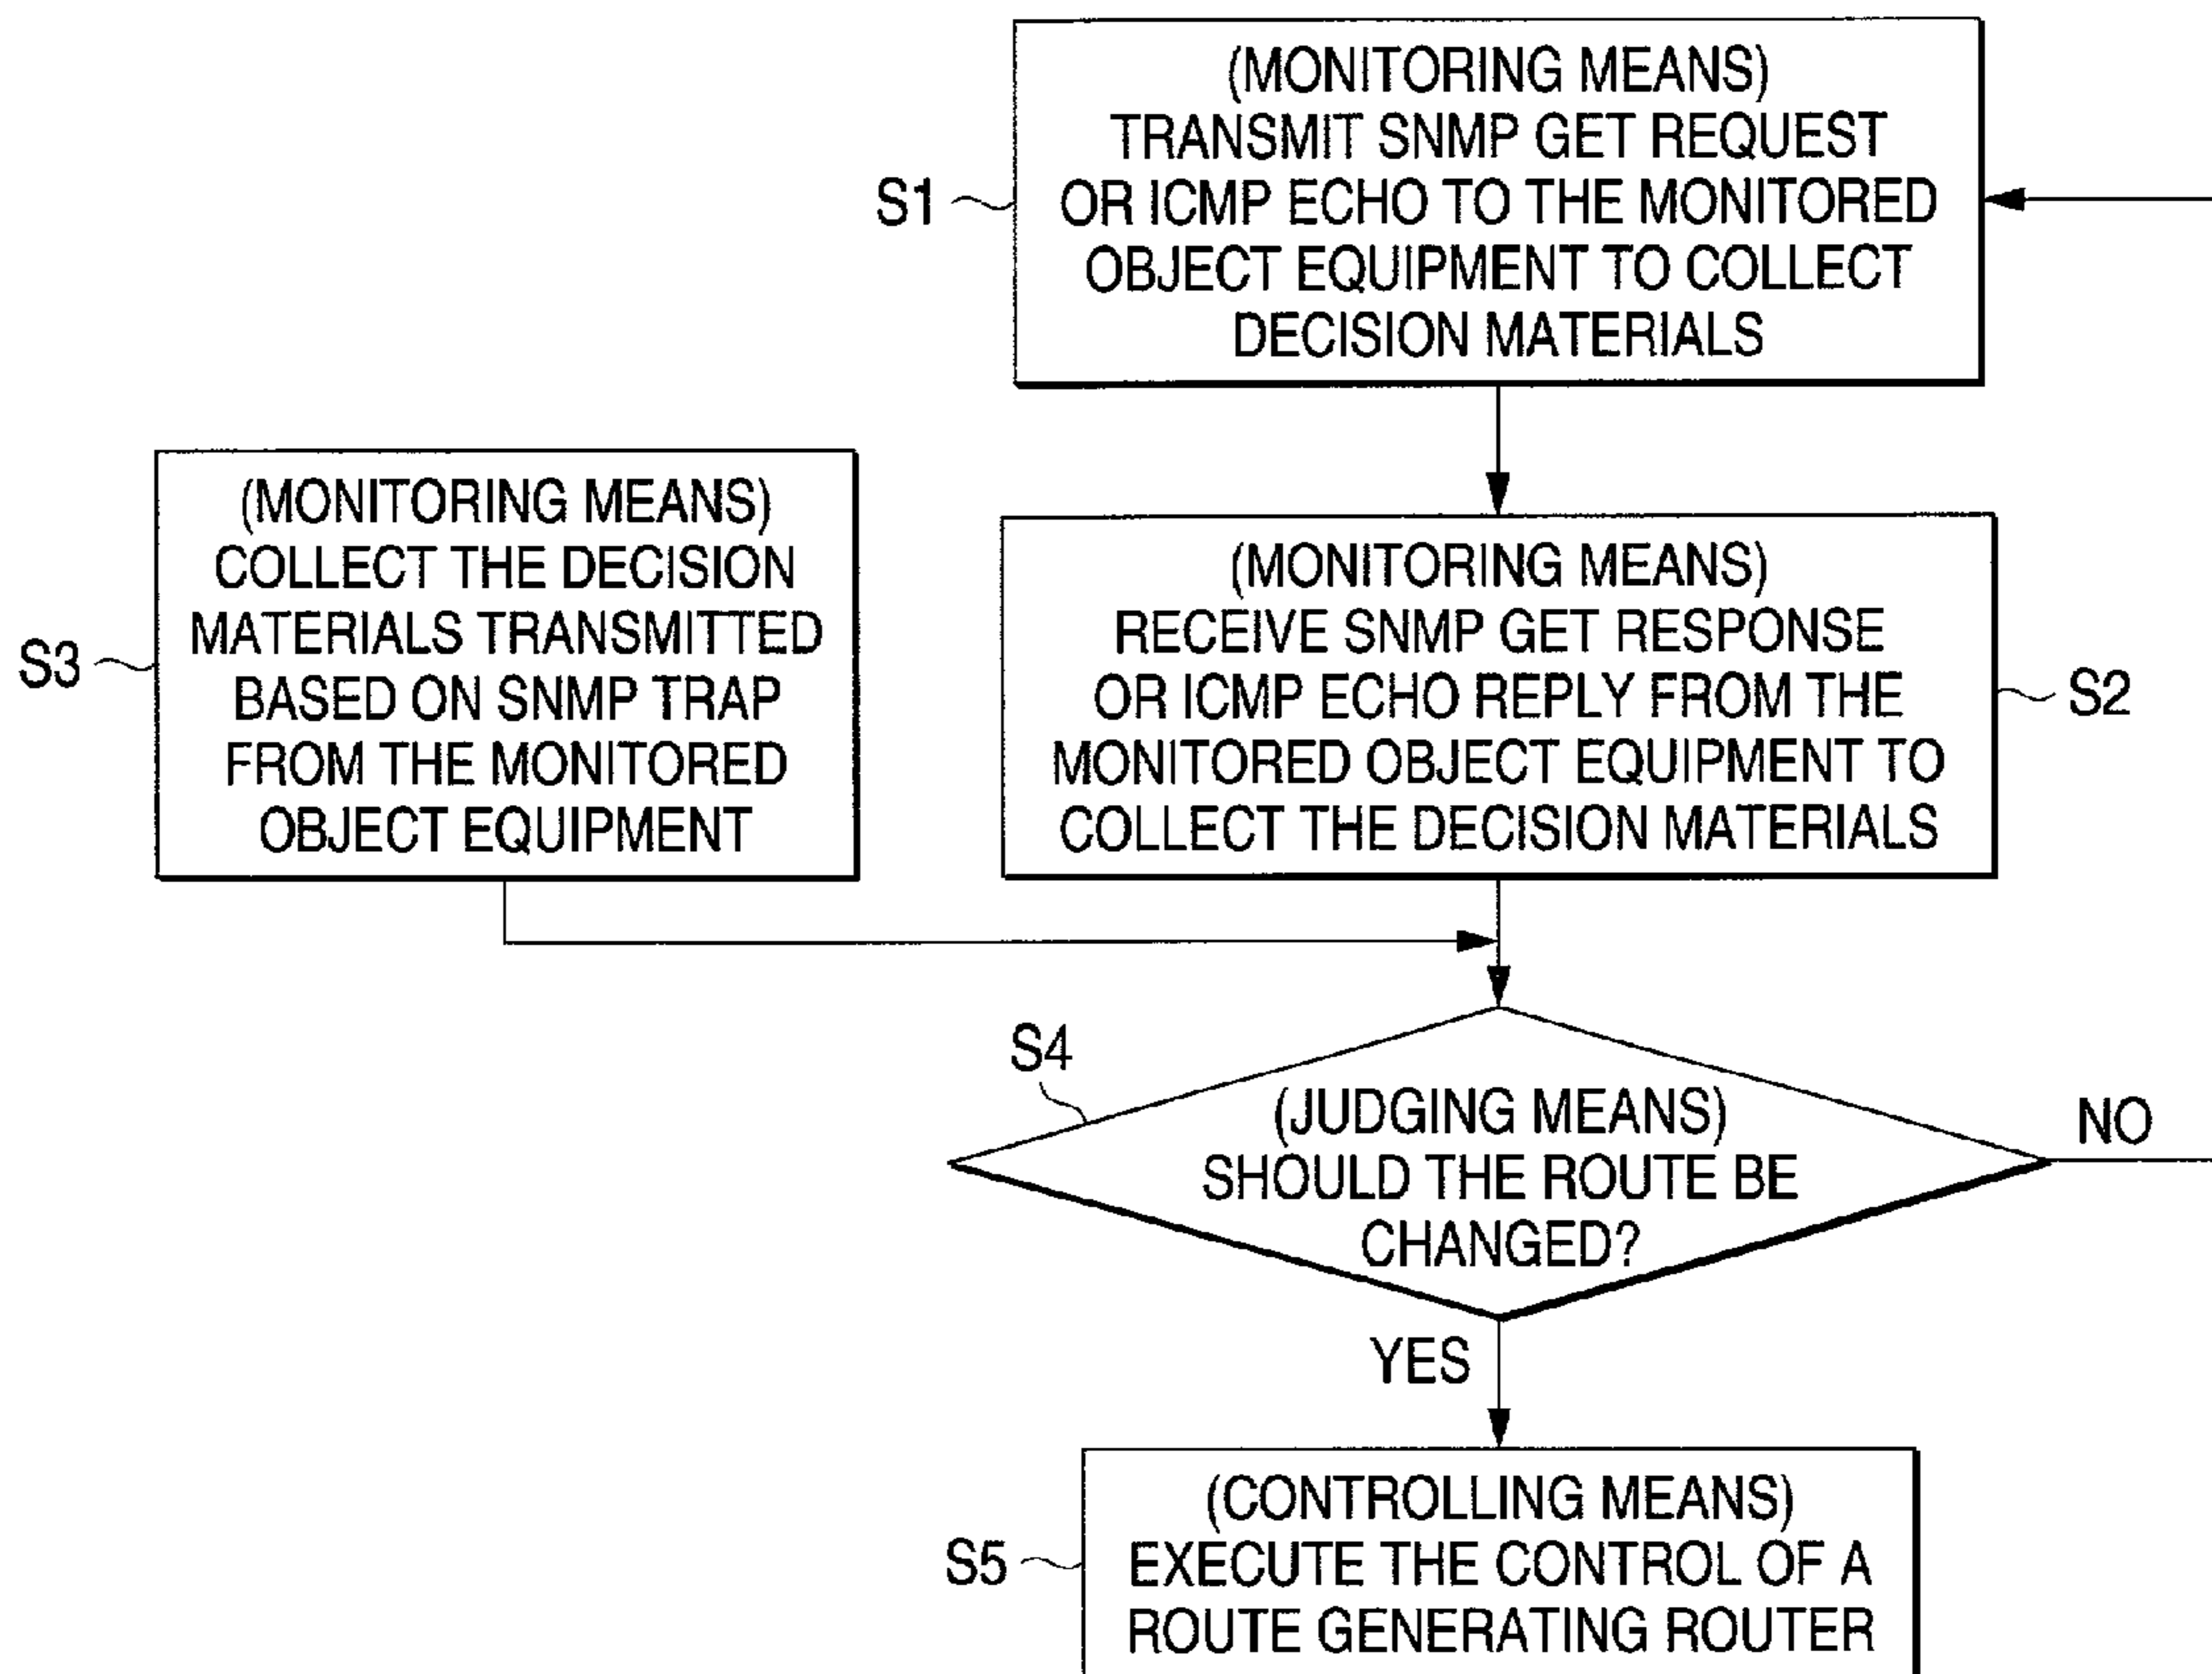 (MONITORING MEANS)
TRANSMIT SNMP GET REQUEST
OR ICMP ECHO TO THE MONITORED
OBJECT EQUIPMENT TO COLLECT
DECISION MATERIALS
S1
(MONITORING MEANS)
COLLECT THE DECISION
MATERIALS TRANSMITTED
BASED ON SNMP TRAP
FROM THE MONITORED
OBJECT EQUIPMENT
S3
(MONITORING MEANS)
RECEIVE SNMP GET RESPONSE
OR ICMP ECHO REPLY FROM THE
MONITORED OBJECT EQUIPMENT TO
COLLECT THE DECISION MATERIALS
S2
S4
(JUDGING MEANS)
SHOULD THE ROUTE BE
CHANGED?
NO
YES
(CONTROLLING MEANS)
EXECUTE THE CONTROL OF A
ROUTE GENERATING ROUTER
S5